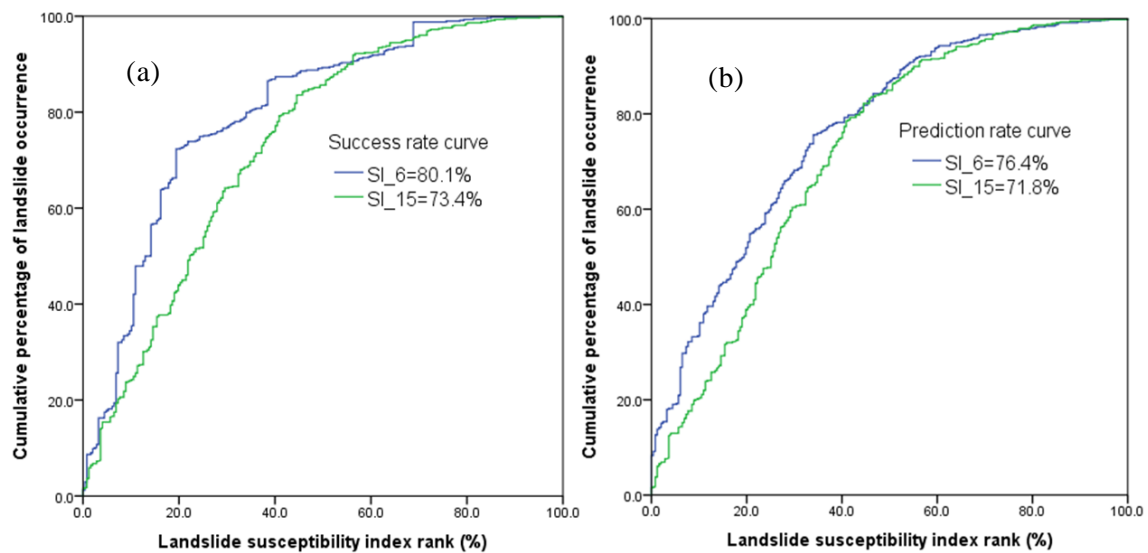 Cumulative percentage of landslide occurrence
100.0
80.0
60.0
40.0
20.0
0.0
(a)
Success rate curve
SI_6=80.1%
SI_15=73.4%
0.0 20.0 40.0 60.0 80.0 100.0
Landslide susceptibility index rank (%)
Cumulative percentage of landslide occurrence
100.0
80.0
60.0
40.0
20.0
0.0
(b)
Prediction rate curve
SI_6=76.4%
SI_15=71.8%
0.0 20.0 40.0 60.0 80.0 100.0
Landslide susceptibility index rank (%)